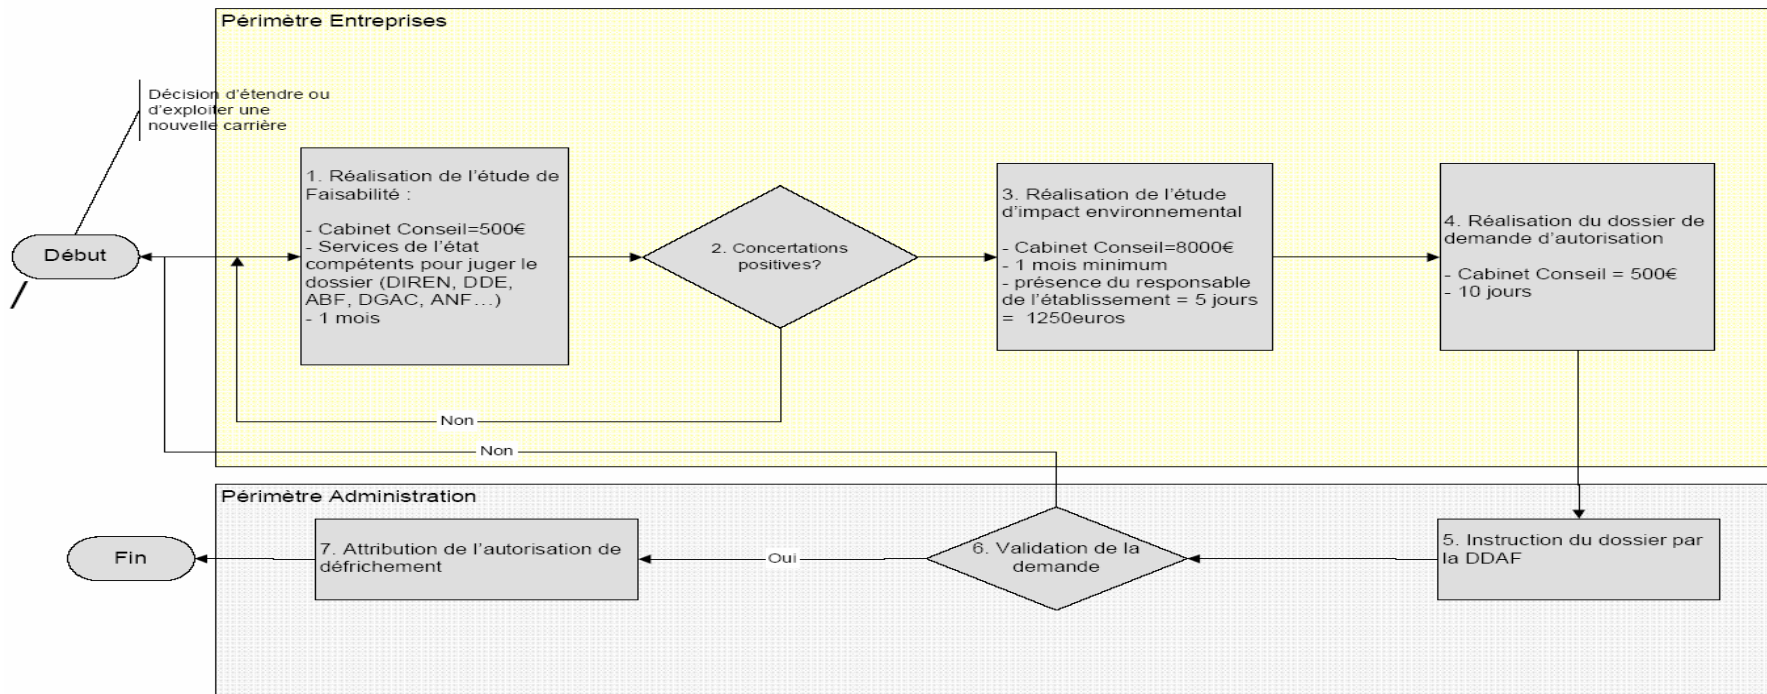 Périmètre Entreprises
Décision d'étendre ou
d'exploiter une
nouvelle carrière
Début
/
1. Réalisation de l'étude de
Faisabilité :
- Cabinet Conseil=500€
- Services de l'état
compétents pour juger le
dossier (DIREN, DDE,
ABF, DGAC, ANF...)
- 1 mois
2. Concertations
positives?
3. Réalisation de l'étude
d'impact environnemental
- Cabinet Conseil=8000€
- 1 mois minimum
- présence du responsable
de l'établissement = 5 jours
= 1250euros
4. Réalisation du dossier de
demande d'autorisation
- Cabinet Conseil = 500€
- 10 jours
Non
Non
Périmètre Administration
Fin
7. Attribution de l'autorisation de
défrichement
Oui
6. Validation de la
demande
5. Instruction du dossier par
la DDAF